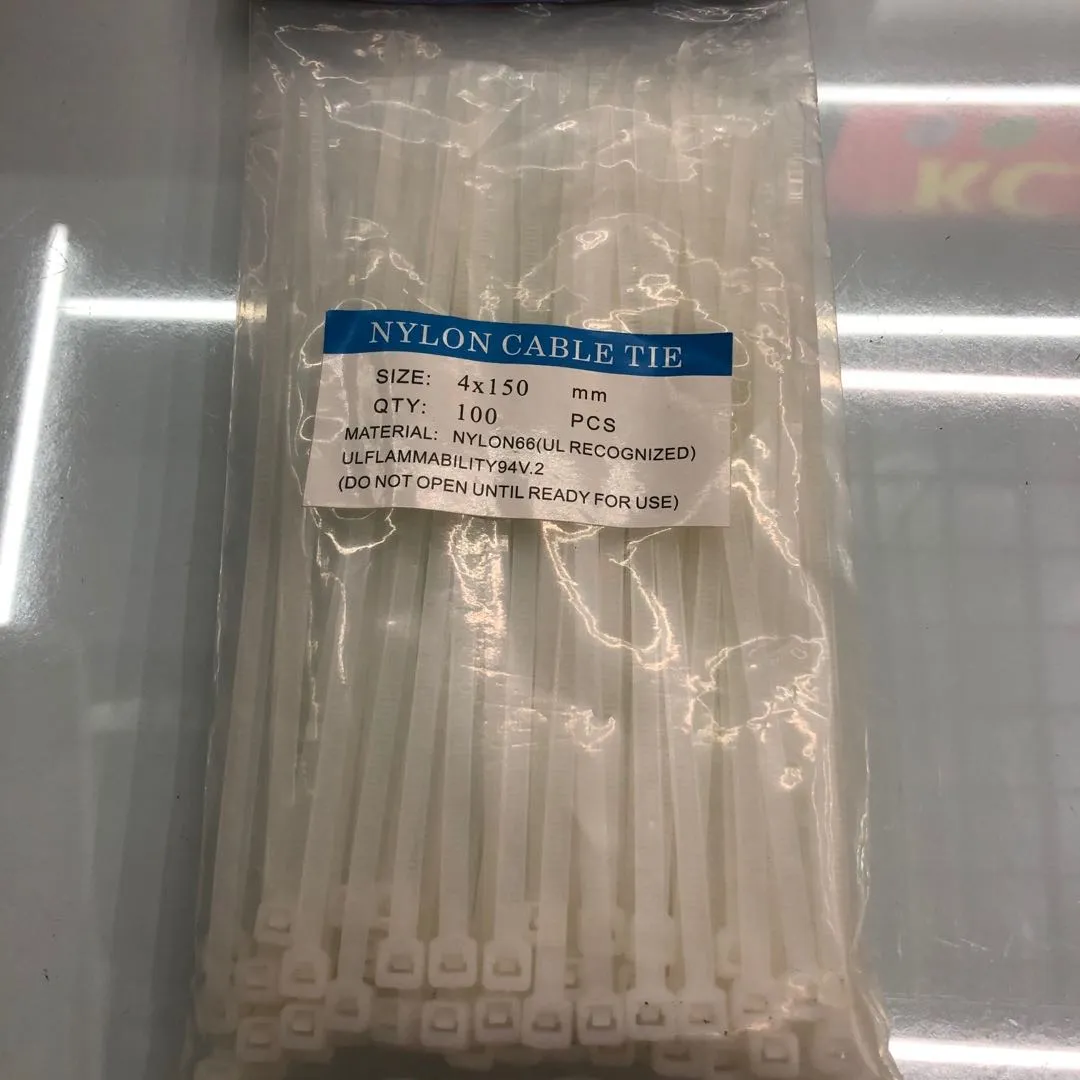 KC
NYLON CABLE TIE
SIZE: 4x150 mm
QTY: 100 PCS
MATERIAL: NYLON66(UL RECOGNIZED)
ULFLAMMABILITY94V.2
(DO NOT OPEN UNTIL READY FOR USE)